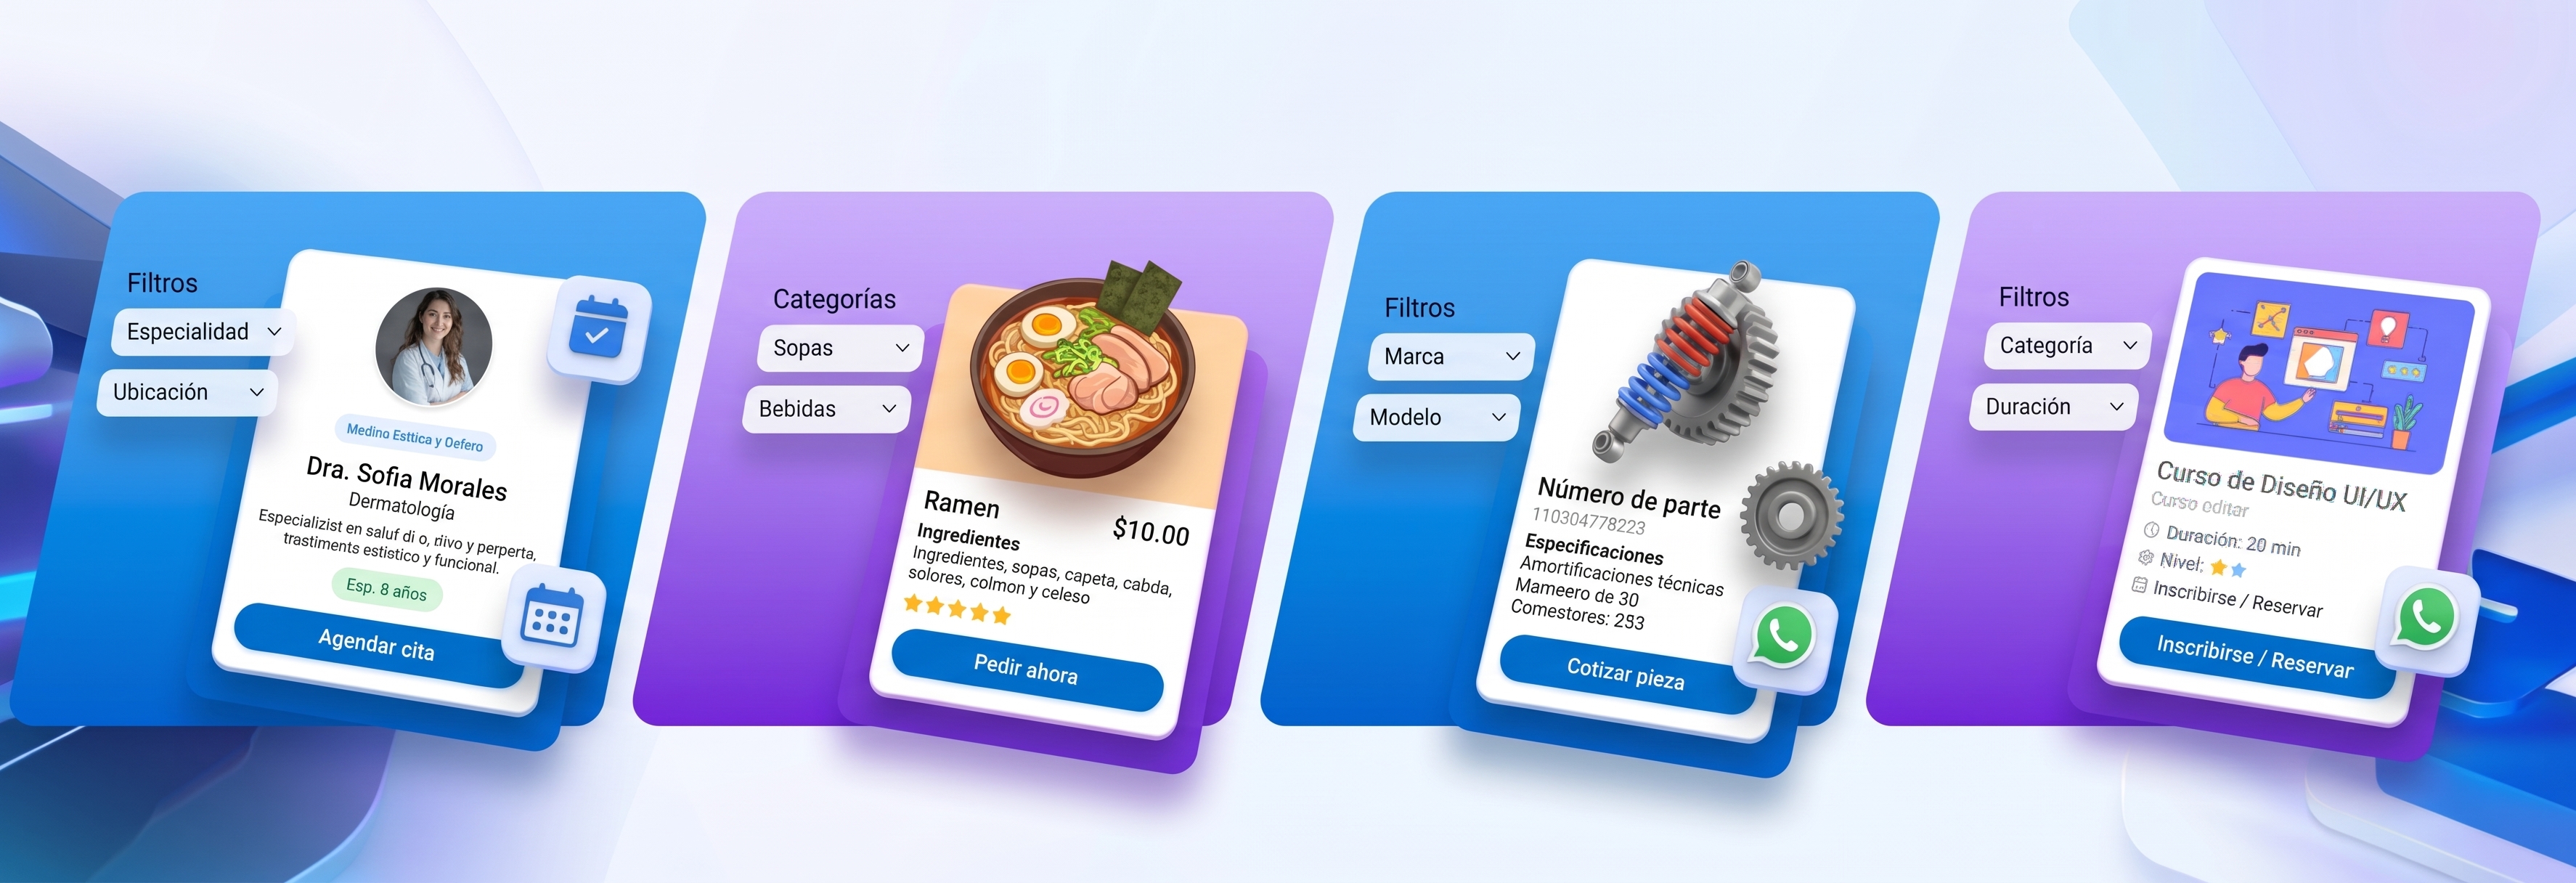 Filtros
Especialidad
Ubicación
Medino Esttica y Oefero
Dra. Sofia Morales
Dermatología
Especializist en saluf di o, riivo y perperta,
trastiments estistico y funcional.
Esp. 8 años
Agendar cita
Categorías
Sopas
Bebidas
Ramen
$10.00
Ingredientes
Ingredientes, sopas, capeta, cabda,
solores, colmon y celeso
Pedir ahora
Filtros
Marca
Modelo
Número de parte
110304778223
Especificaciones
Amortificaciones técnicas
Mameero de 30
Comestores: 283
Cotizar pieza
Filtros
Categoría
Duración
Curso de Diseño UI/UX
Curso editar
Duración: 20 min
Nivel:
Inscribirse / Reservar
Inscribirse / Reservar